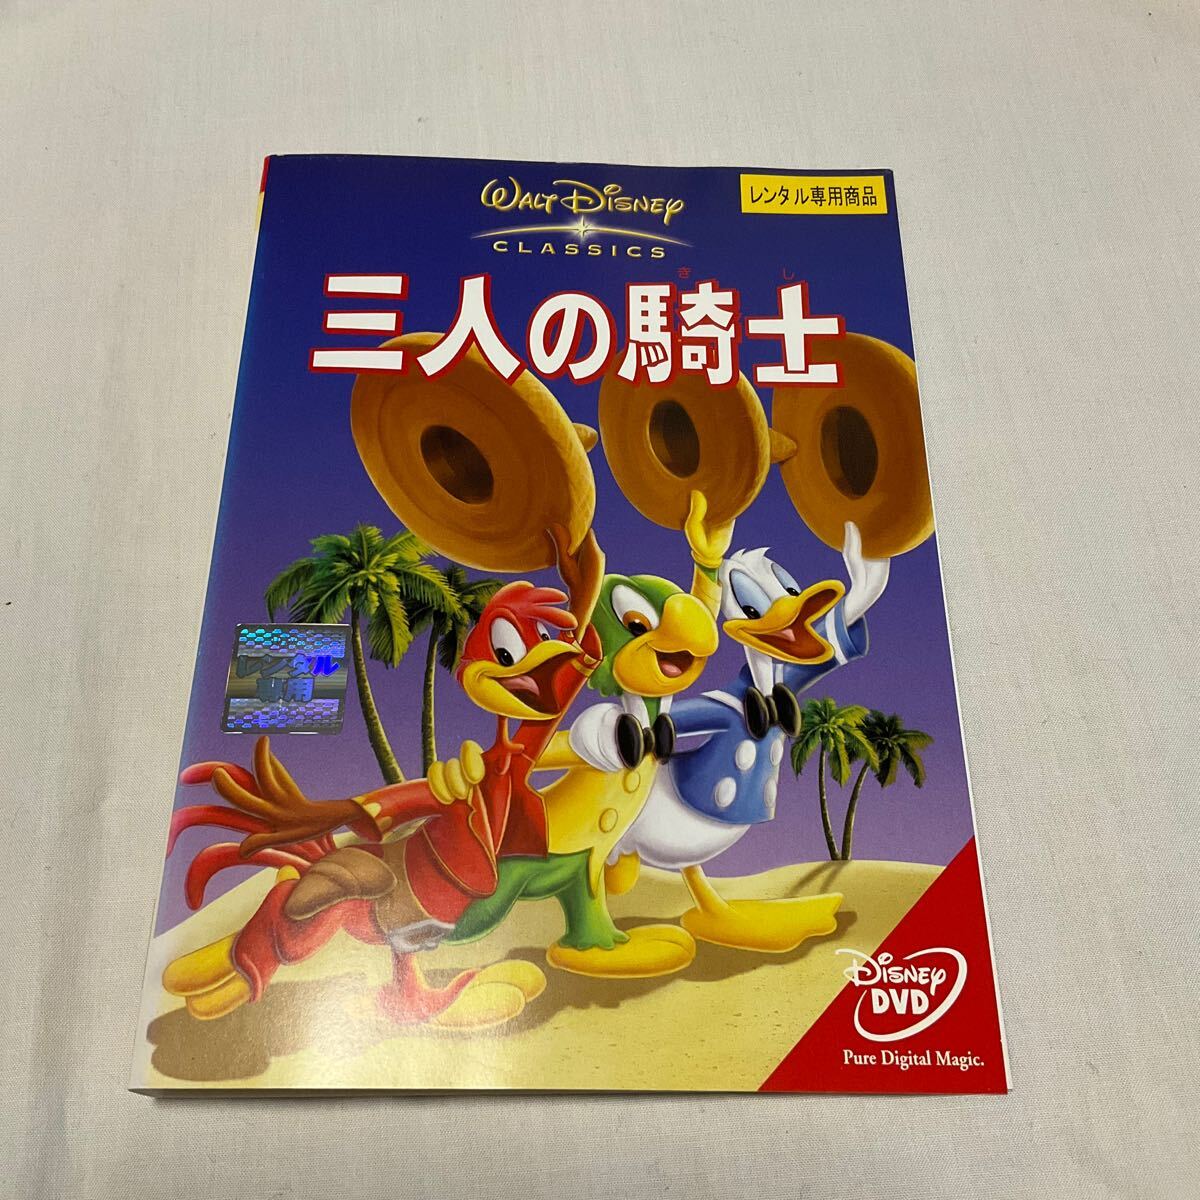 WALT DISNEY
CLASSICS
レンタル専用商品
きし
三人の騎士
レンタル
専用
DISNEY
DVD
Pure Digital Magic.